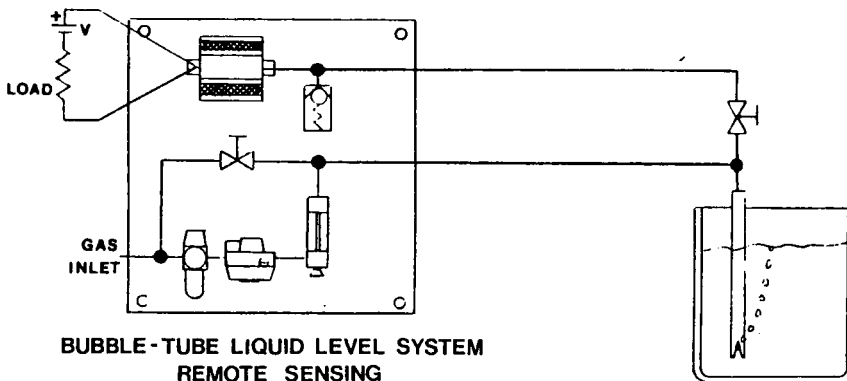 +
V
LOAD
GAS
INLET
BUBBLE-TUBE LIQUID LEVEL SYSTEM
REMOTE SENSING